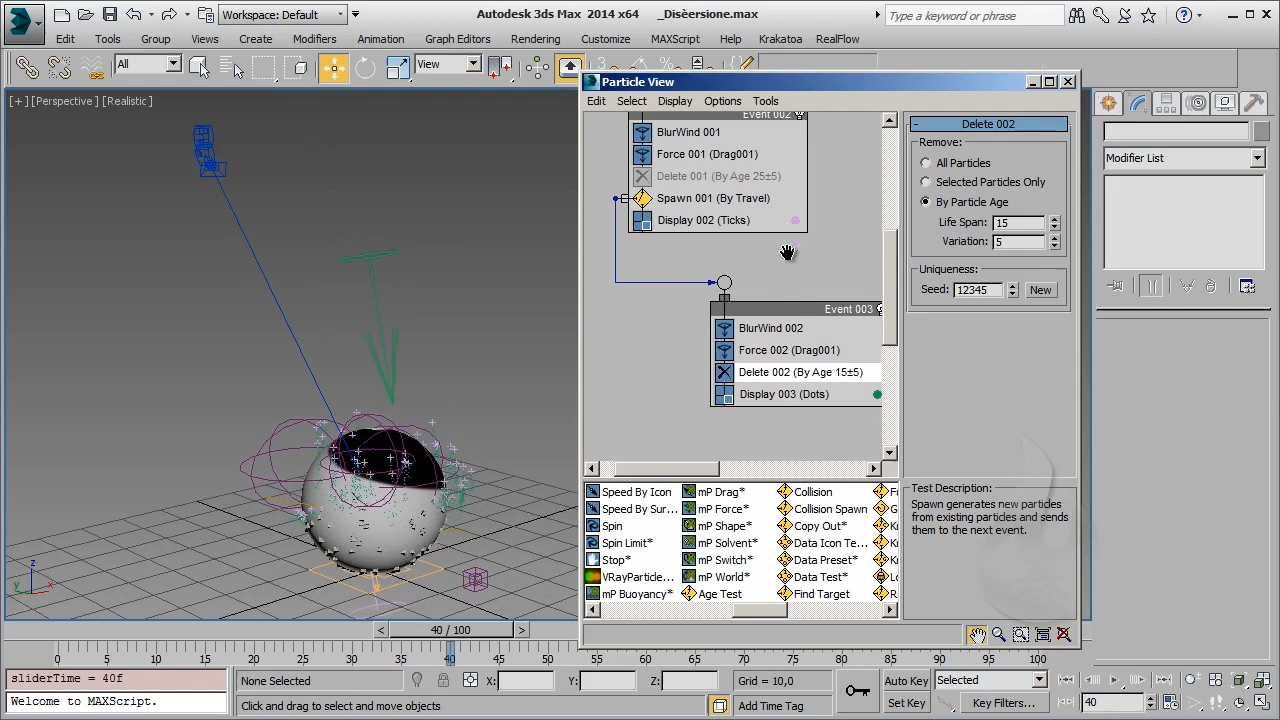 Workspace: Default
Autodesk 3ds Max 2014 x64 _Disèersione.max
Type a keyword or phrase
Edit Tools Group Views Create Modifiers Animation Graph Editors Rendering Customize MAXScript Help Krakatoa RealFlow
All
View
[+] [Perspective] [Realistic]
Particle View
Edit Select Display Options Tools
Event 002
BlurWind 001
Force 001 (Drag001)
Delete 001 (By Age 25±5)
Spawn 001 (By Travel)
Display 002 (Ticks)
Event 003
BlurWind 002
Force 002 (Drag001)
Delete 002 (By Age 15±5)
Display 003 (Dots)
- Delete 002
Remove:
All Particles
Selected Particles Only
By Particle Age
Life Span: 15
Variation: 5
Uniqueness:
Seed: 12345 New
Modifier List
Speed By Icon mP Drag* Collision
Speed By Sur... mP Force* Collision Spawn
Spin mP Shape* Copy Out*
Spin Limit* mP Solvent* Data Icon Te...
Stop* mP Switch* Data Preset*
VRayParticle... mP World* Data Test*
mP Buoyancy* Age Test Find Target
Test Description:
Spawn generates new particles
from existing particles and sends
them to the next event.
z
y x
< 40 / 100 >
0 5 10 15 20 25 30 35 40 45 50 55 60 65 70 75 80 85 90 95 100
sliderTime = 40f
Welcome to MAXScript.
None Selected
X: Y: Z:
Grid = 10,0
Click and drag to select and move objects
Add Time Tag
Auto Key Selected
Set Key Key Filters...
40